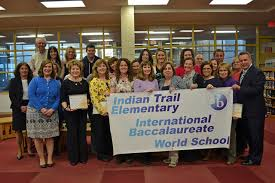 Indian Trail
Elementary
International
Baccalaureate
World School